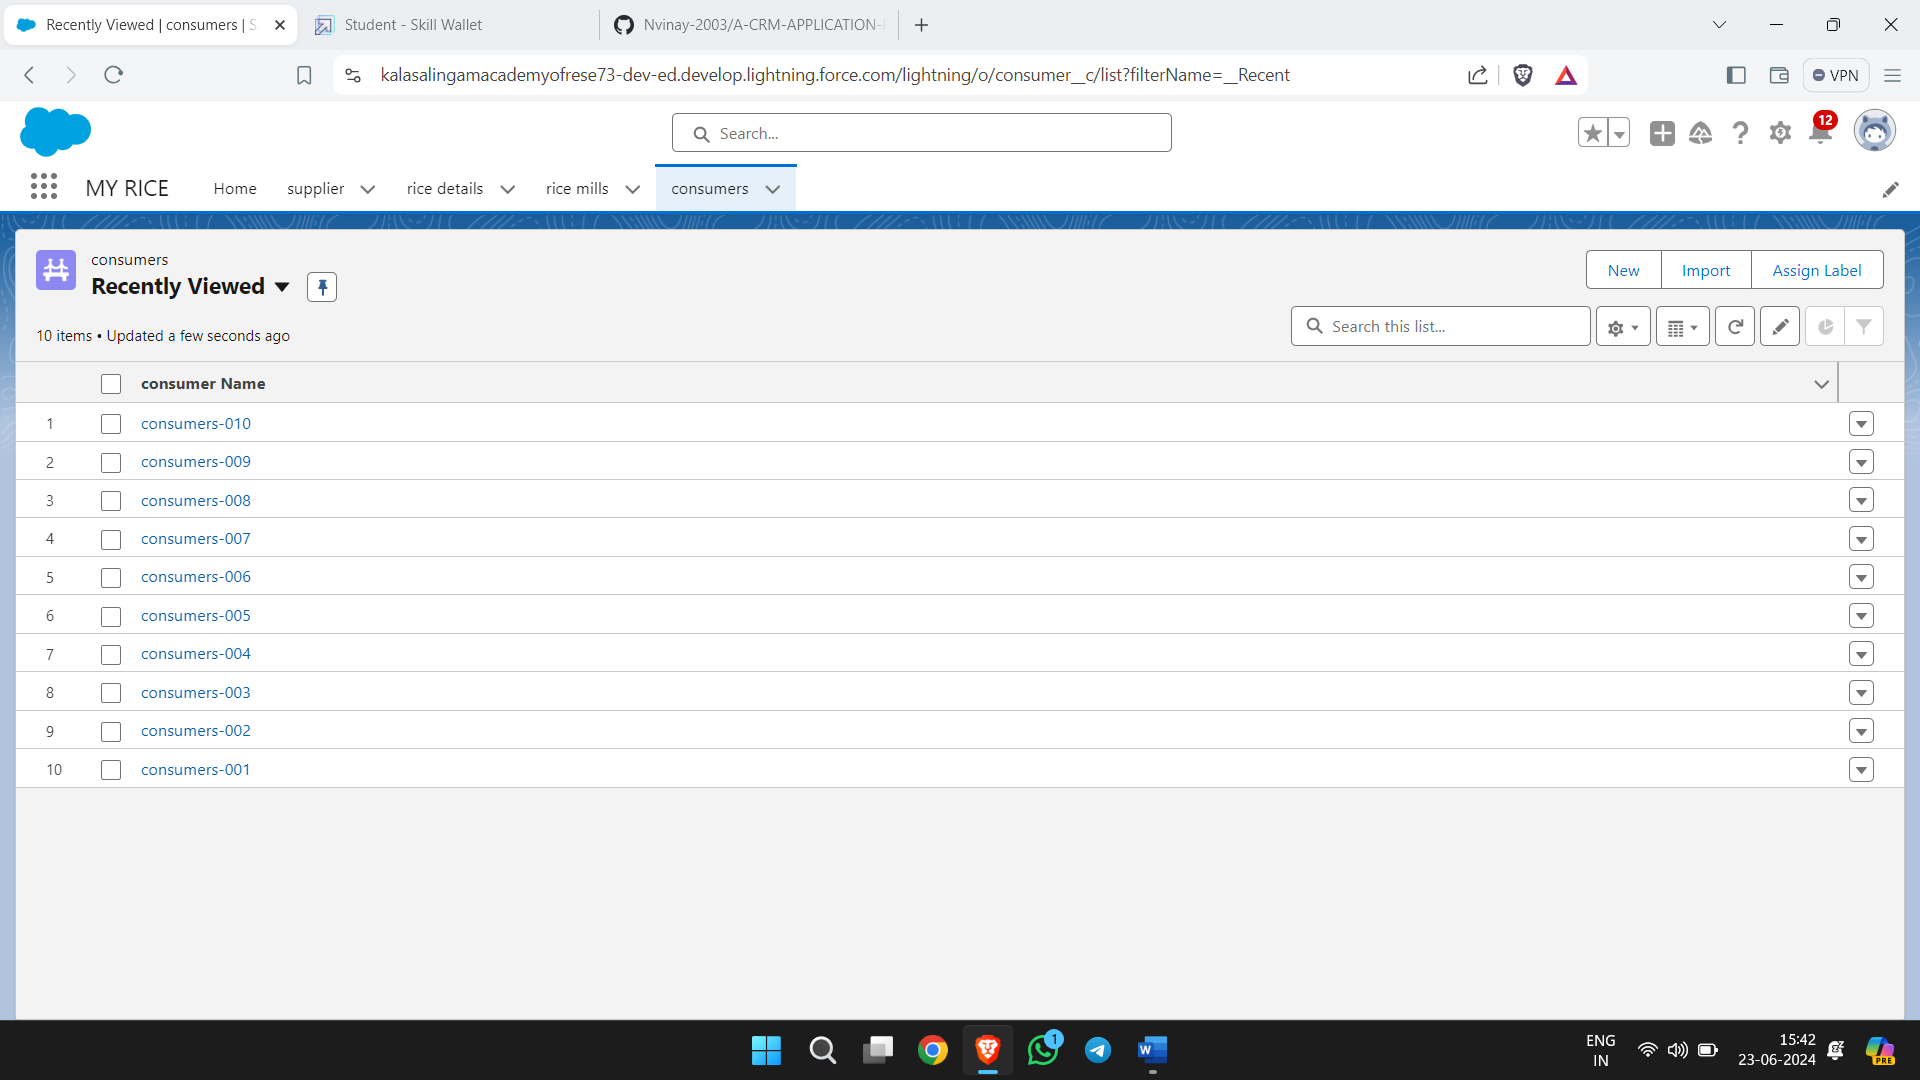 Recently Viewed | consumers | S
Student - Skill Wallet
Nvinay-2003/A-CRM-APPLICATION-
kalasalingamacademyofrese73-dev-ed.develop.lightning.force.com/lightning/o/consumer__c/list?filterName=__Recent
VPN
Search...
12
MY RICE
Home
supplier
rice details
rice mills
consumers
consumers
Recently Viewed
New
Import
Assign Label
10 items • Updated a few seconds ago
Search this list...
consumer Name
1 consumers-010
2 consumers-009
3 consumers-008
4 consumers-007
5 consumers-006
6 consumers-005
7 consumers-004
8 consumers-003
9 consumers-002
10 consumers-001
1
W
ENG
IN
15:42
23-06-2024
PRE